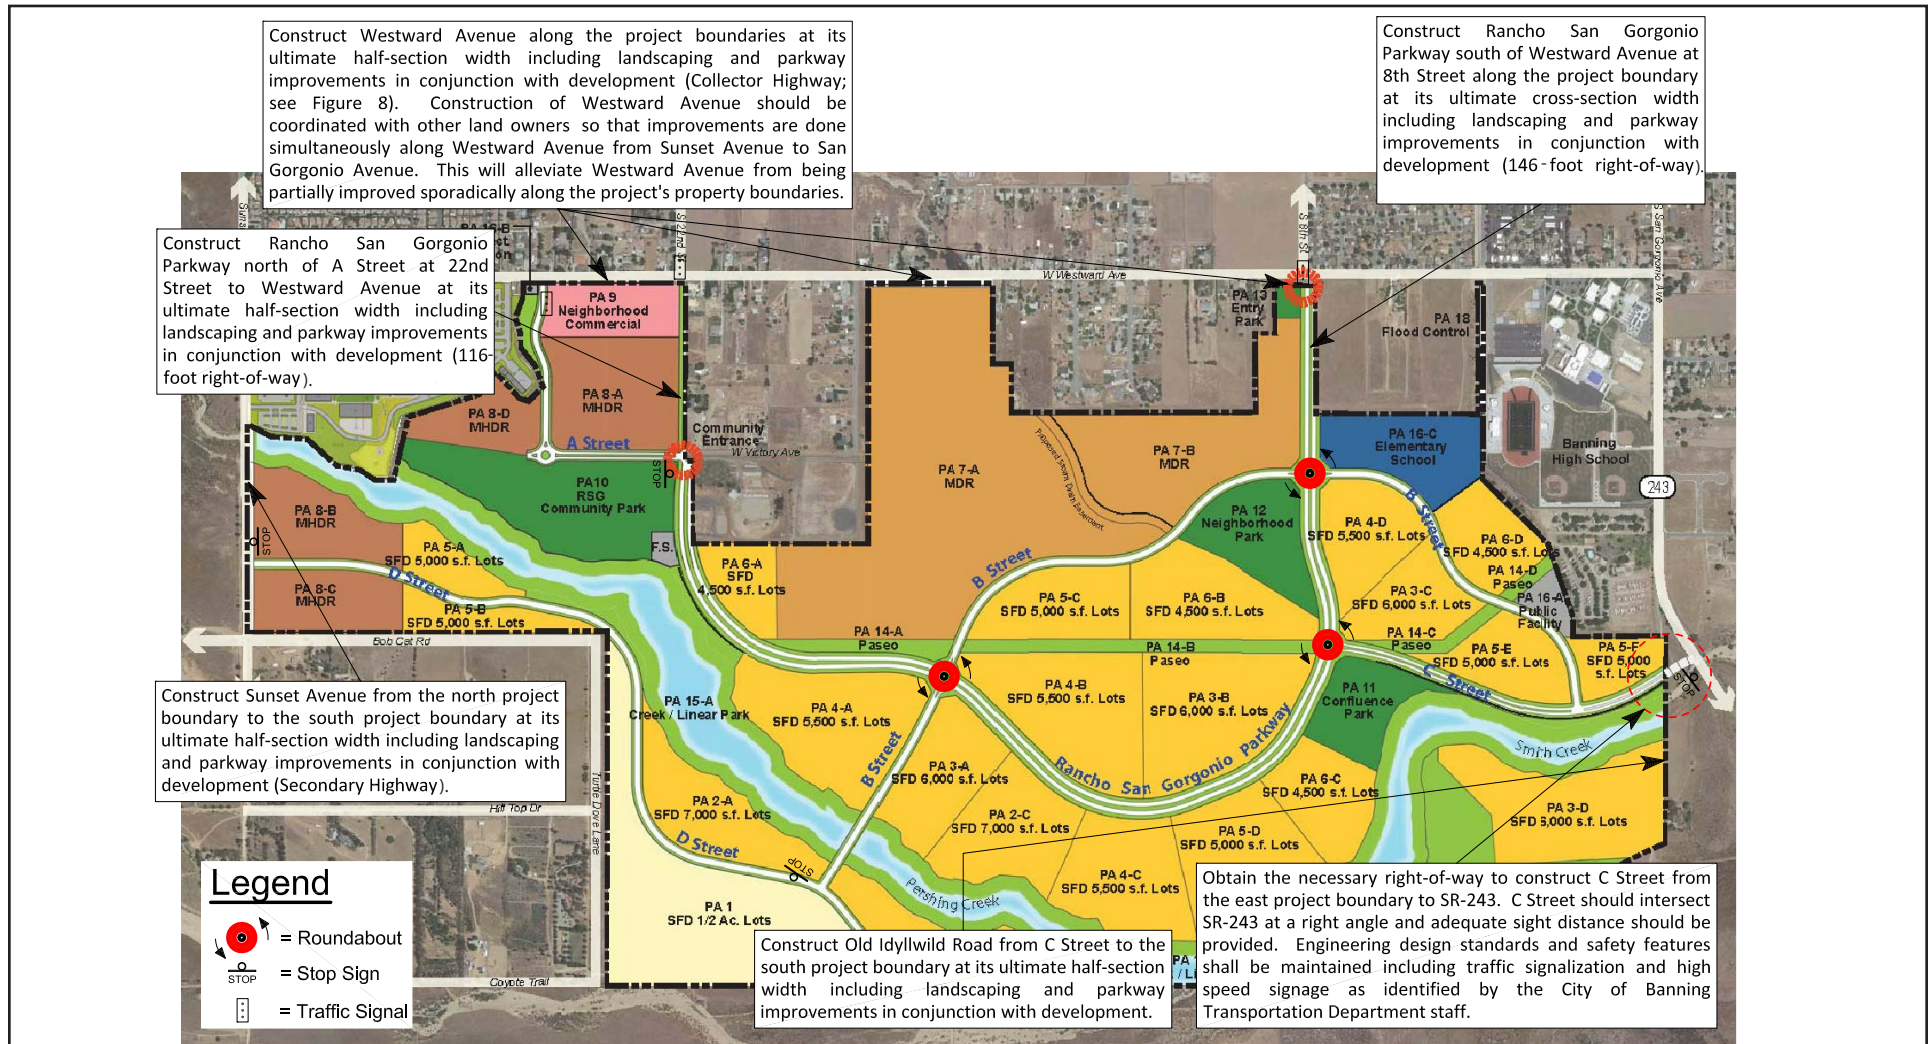 Construct Westward Avenue along the project boundaries at its
ultimate half-section width including landscaping and parkway
improvements in conjunction with development (Collector Highway;
see Figure 8). Construction of Westward Avenue should be
coordinated with other land owners so that improvements are done
simultaneously along Westward Avenue from Sunset Avenue to San
Gorgonio Avenue. This will alleviate Westward Avenue from being
partially improved sporadically along the project's property boundaries.
Construct Rancho San Gorgonio
Parkway south of Westward Avenue at
8th Street along the project boundary
at its ultimate cross-section width
including landscaping and parkway
improvements in conjunction with
development (146-foot right-of-way).
Construct Rancho San Gorgonio
Parkway north of A Street at 22nd
Street to Westward Avenue at its
ultimate half-section width including
landscaping and parkway improvements
in conjunction with development (116-
foot right-of-way).
S 22nd St
S 8th St
S San Gorgonio Ave
W Westward Ave
PA 9
Neighborhood
Commercial
PA 13
Entry
Park
PA 18
Flood Control
PA 8-A
MHDR
PA 8-D
MHDR
A Street
Community
Entrance
W Victory Ave
STOP
PA 7-A
MDR
PA 7-B
MDR
Proposed Storm Drain Easement
PA 16-C
Elementary
School
Banning
High School
243
PA10
RSG
Community Park
F.S.
PA 8-B
MHDR
STOP
PA 5-A
SFD 5,000 s.f. Lots
D Street
PA 8-C
MHDR
PA 5-B
SFD 5,000 s.f. Lots
Bob Cat Rd
PA 6-A
SFD
4,500 s.f. Lots
B Street
PA 12
Neighborhood
Park
PA 4-D
SFD 5,500 s.f. Lots
B Street
PA 6-D
SFD 4,500 s.f. Lots
PA 14-D
Paseo
PA 16-A
Public
Facility
PA 5-C
SFD 5,000 s.f. Lots
PA 6-B
SFD 4,500 s.f. Lots
PA 3-C
SFD 6,000 s.f. Lots
PA 14-A
Paseo
PA 14-B
Paseo
PA 14-C
Paseo
PA 5-E
SFD 5,000 s.f. Lots
PA 5-F
SFD 5,000
s.f. Lots
STOP
C Street
PA 11
Confluence
Park
Smith Creek
PA 15-A
Creek / Linear Park
PA 4-A
SFD 5,500 s.f. Lots
PA 4-B
SFD 5,500 s.f. Lots
PA 3-B
SFD 6,000 s.f. Lots
Rancho San Gorgonio Parkway
B Street
PA 3-A
SFD 6,000 s.f. Lots
PA 6-C
SFD 4,500 s.f. Lots
PA 3-D
SFD 6,000 s.f. Lots
Construct Sunset Avenue from the north project
boundary to the south project boundary at its
ultimate half-section width including landscaping
and parkway improvements in conjunction with
development (Secondary Highway).
Hill Top Dr
Turtle Dove Lane
PA 2-A
SFD 7,000 s.f. Lots
D Street
STOP
PA 2-C
SFD 7,000 s.f. Lots
PA 5-D
SFD 5,000 s.f. Lots
PA 4-C
SFD 5,500 s.f. Lots
Pershing Creek
PA 1
SFD 1/2 Ac. Lots
Coyote Trail
Legend
= Roundabout
STOP = Stop Sign
= Traffic Signal
Construct Old Idyllwild Road from C Street to the
south project boundary at its ultimate half-section
width including landscaping and parkway
improvements in conjunction with development.
PA
Obtain the necessary right-of-way to construct C Street from
the east project boundary to SR-243. C Street should intersect
SR-243 at a right angle and adequate sight distance should be
provided. Engineering design standards and safety features
shall be maintained including traffic signalization and high
speed signage as identified by the City of Banning
Transportation Department staff.